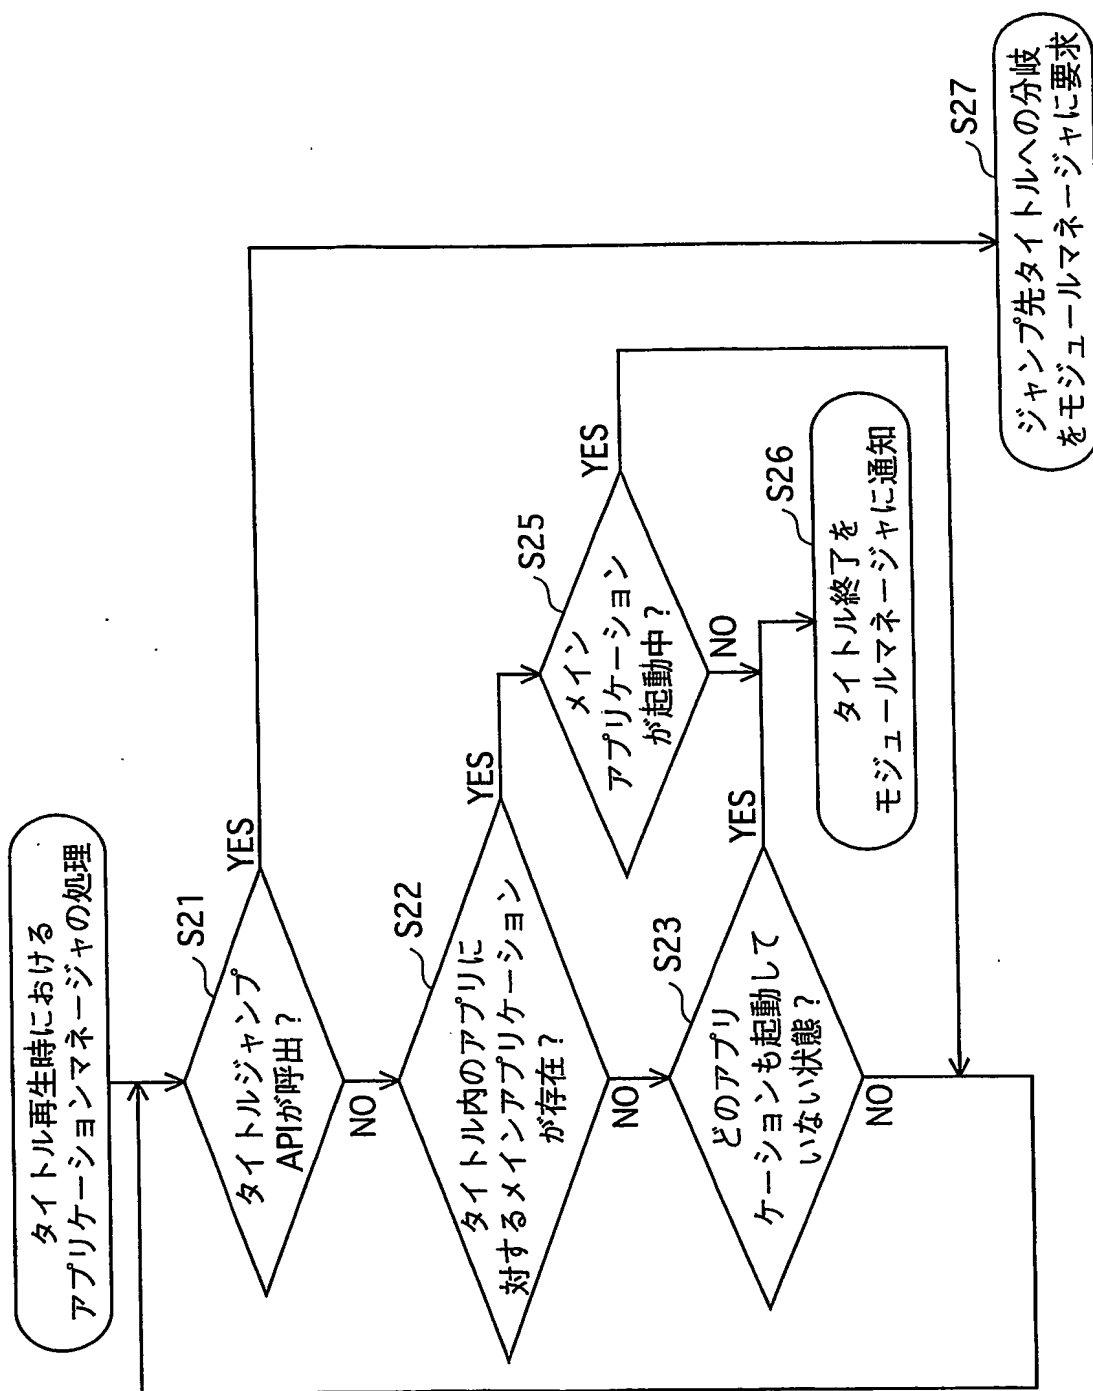 タイトル再生時における
アプリケーションマネージャの処理
S21
タイトルジャンプ
APIが呼出？
YES
NO
S22
タイトル内のアプリに
対するメインアプリケーション
が存在？
YES
NO
S25
メイン
アプリケーション
が起動中？
YES
NO
S23
どのアプリ
ケーションも起動して
いない状態？
YES
NO
S26
タイトル終了を
モジュールマネージャに通知
S27
ジャンプ先タイトルへの分岐
をモジュールマネージャに要求